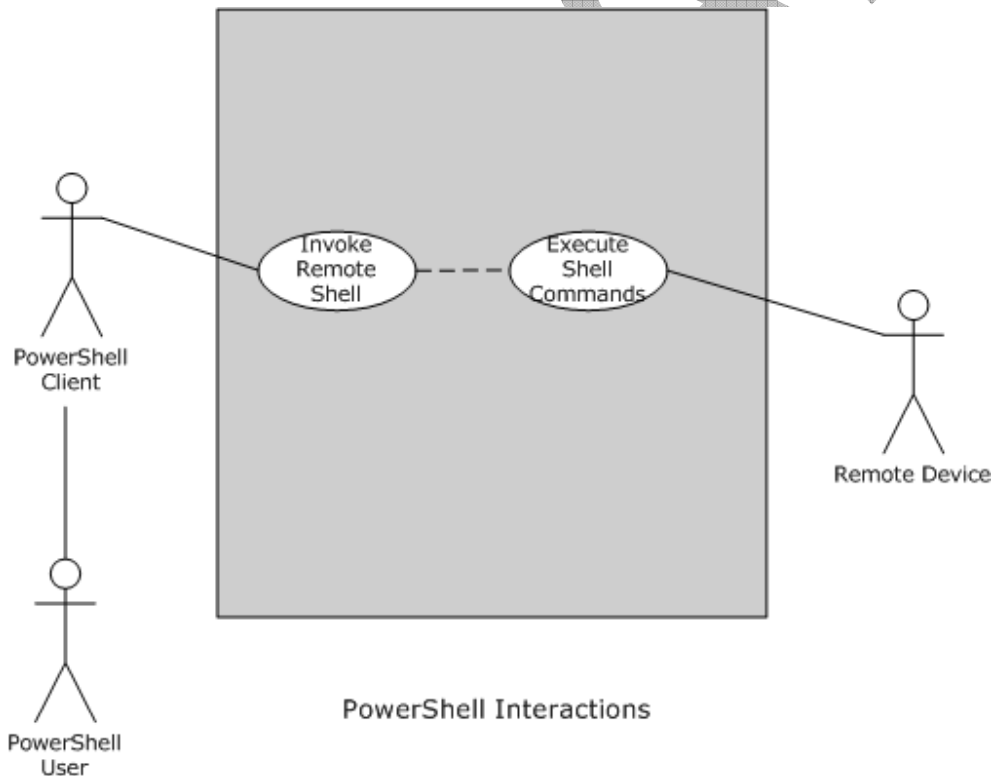 Invoke
Remote
Shell
Execute
Shell
Commands
PowerShell
Client
Remote Device
PowerShell Interactions
PowerShell
User